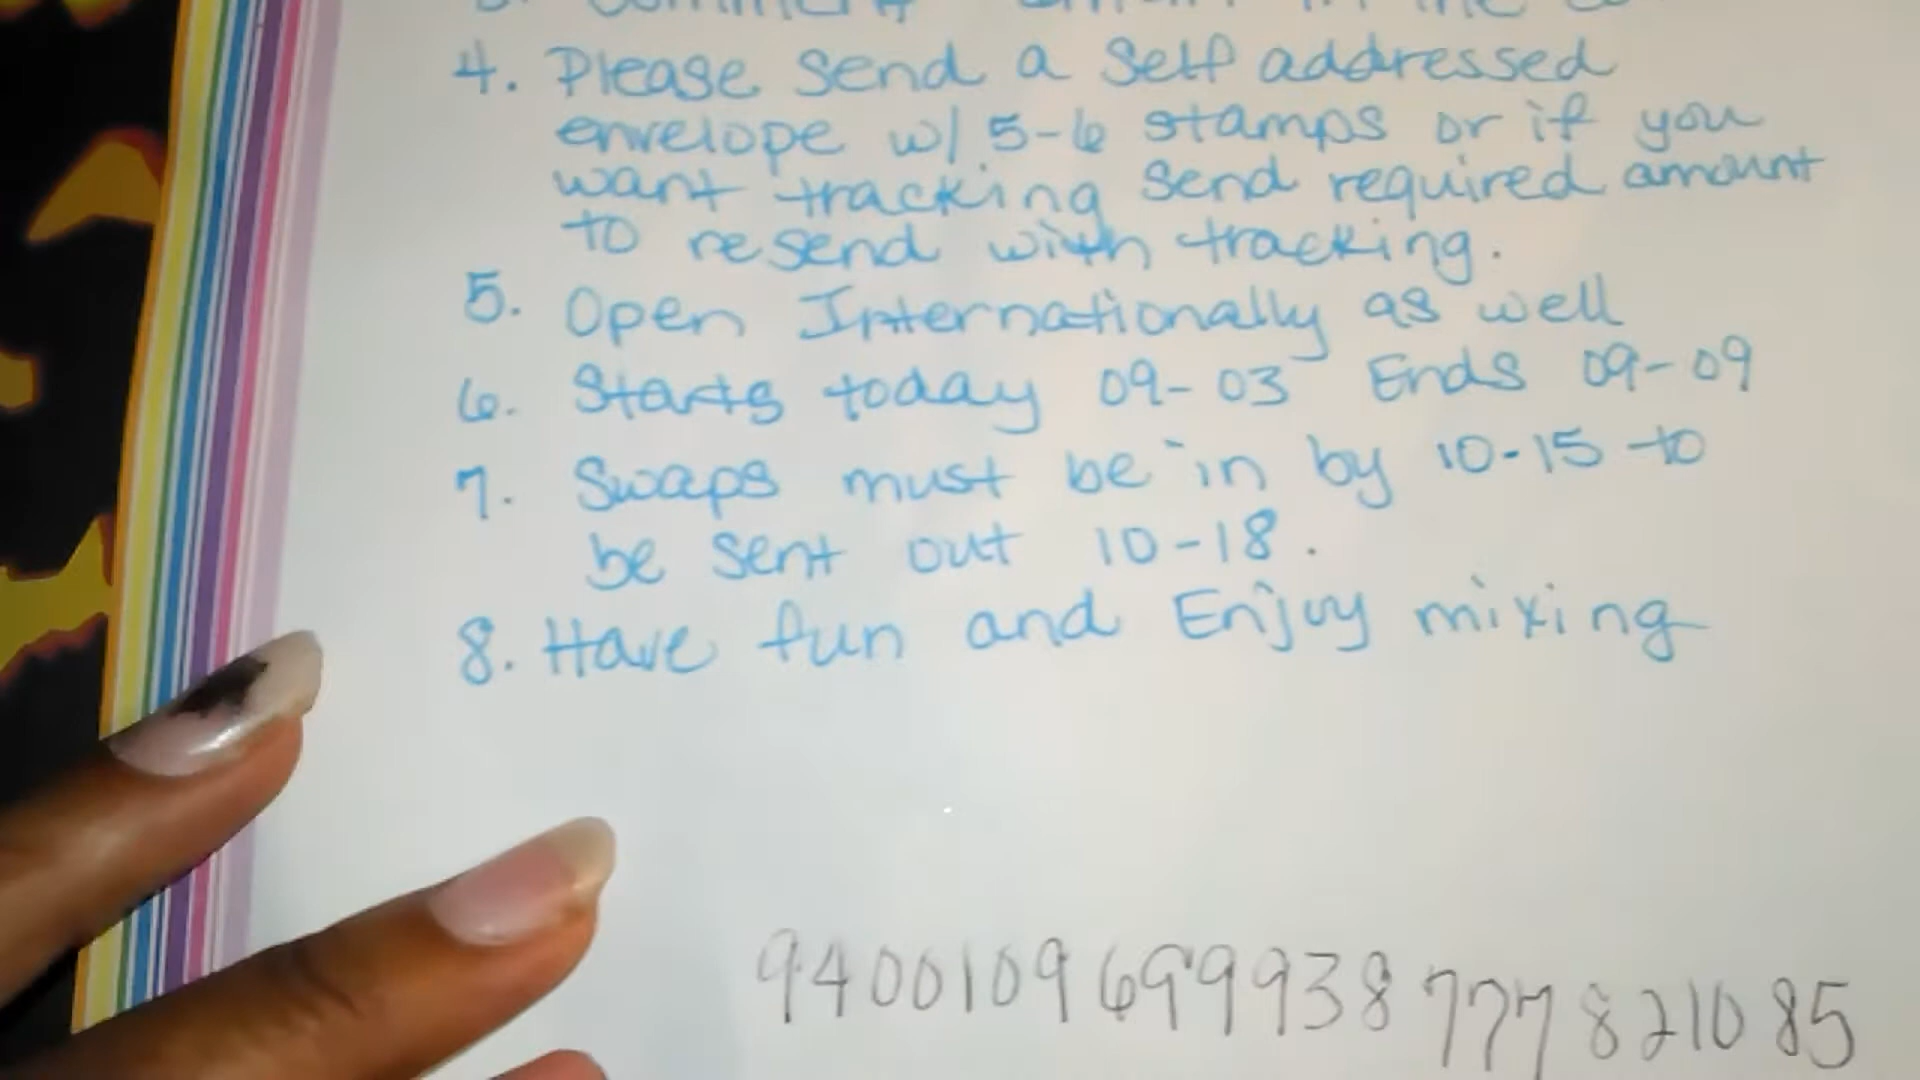 3. Comment
4. Please send a Self addressed
envelope w/ 5-6 stamps or if you
want tracking send required amount
to resend with tracking.
5. Open Internationally as well
6. Starts today 09-03 Ends 09-09
7. Swaps must be in by 10-15 to
be sent out 10-18.
8. Have fun and Enjoy mixing
9400109699938777821085